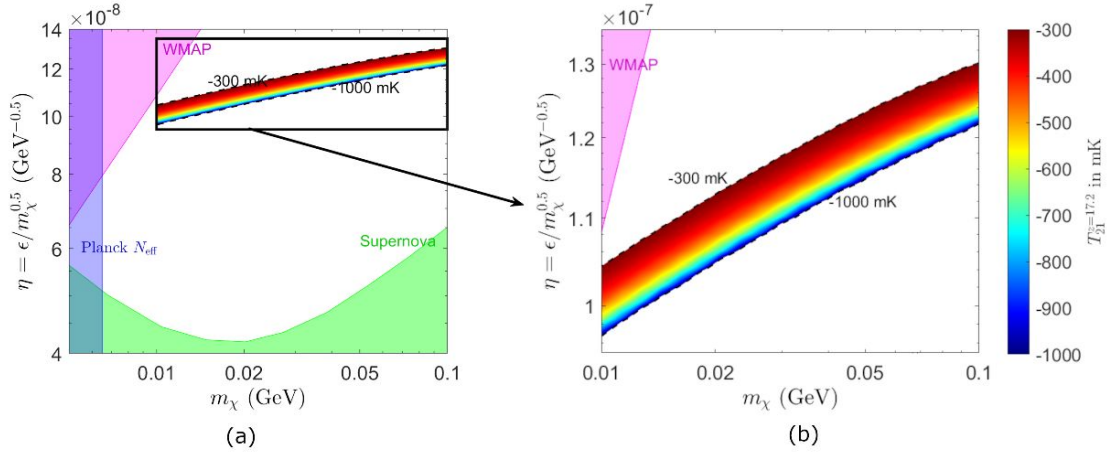 ×10⁻⁸
14
12
10
8
6
4
0.01
0.02
0.05
0.1
η = ϵ/m_χ^0.5 (GeV^−0.5)
m_χ (GeV)
WMAP
-300 mK
-1000 mK
Planck N_eff
Supernova
(a)
×10⁻⁷
1.3
1.2
1.1
1
0.01
0.02
0.05
0.1
η = ϵ/m_χ^0.5 (GeV^−0.5)
m_χ (GeV)
WMAP
-300 mK
-1000 mK
(b)
-300
-400
-500
-600
-700
-800
-900
-1000
T_21^z=17.2 in mK